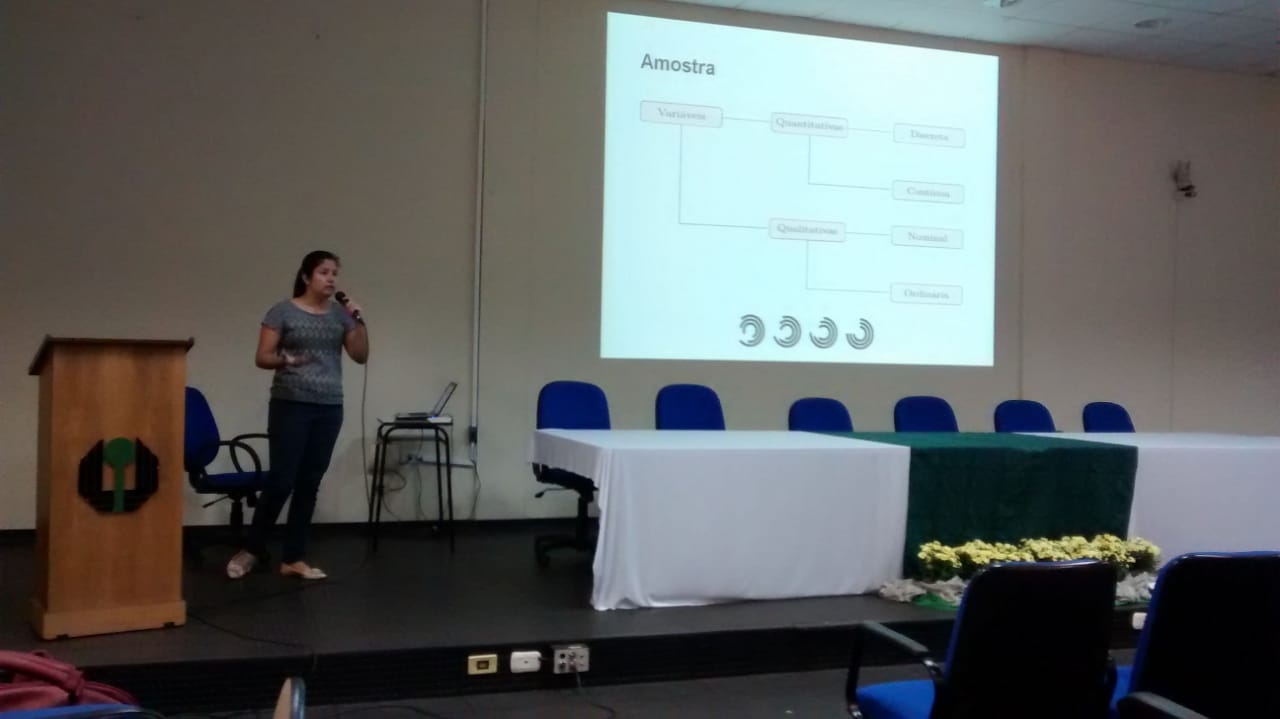 Amostra
Variáveis
Quantitativas
Discreta
Contínua
Qualitativas
Nominal
Ordinária